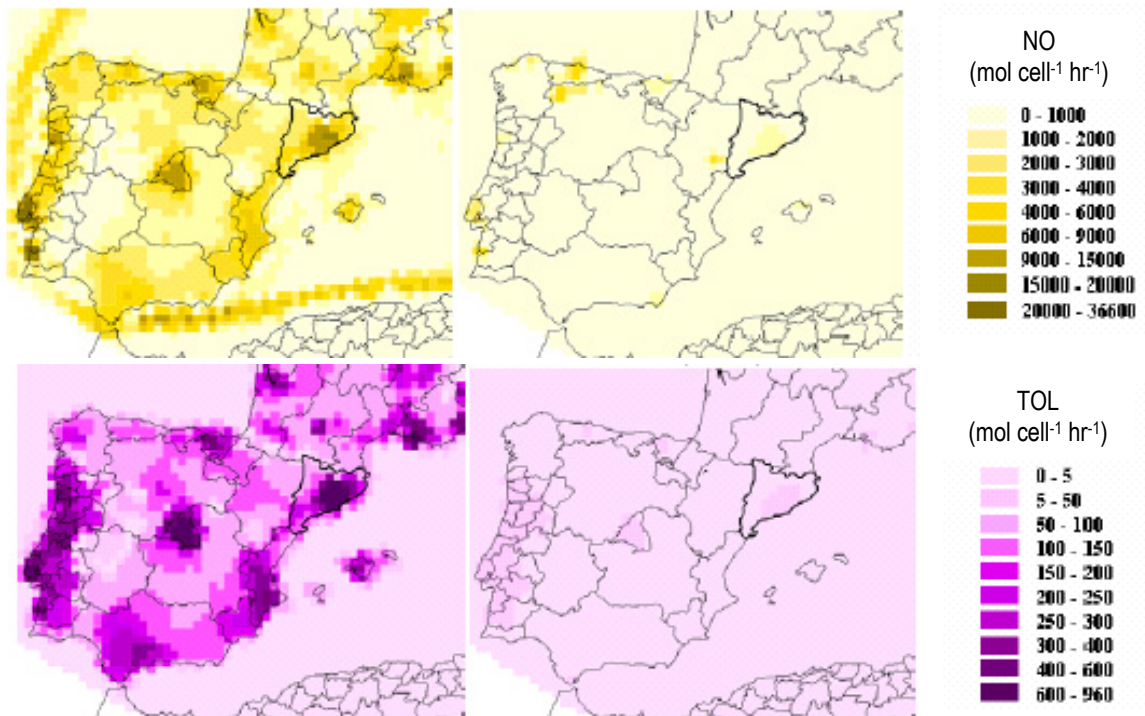 NO
(mol cell⁻¹ hr⁻¹)
0 - 1000
1000 - 2000
2000 - 3000
3000 - 4000
4000 - 6000
6000 - 9000
9000 - 15000
15000 - 20000
20000 - 36600
TOL
(mol cell⁻¹ hr⁻¹)
0 - 5
5 - 50
50 - 100
100 - 150
150 - 200
200 - 250
250 - 300
300 - 400
400 - 600
600 - 960